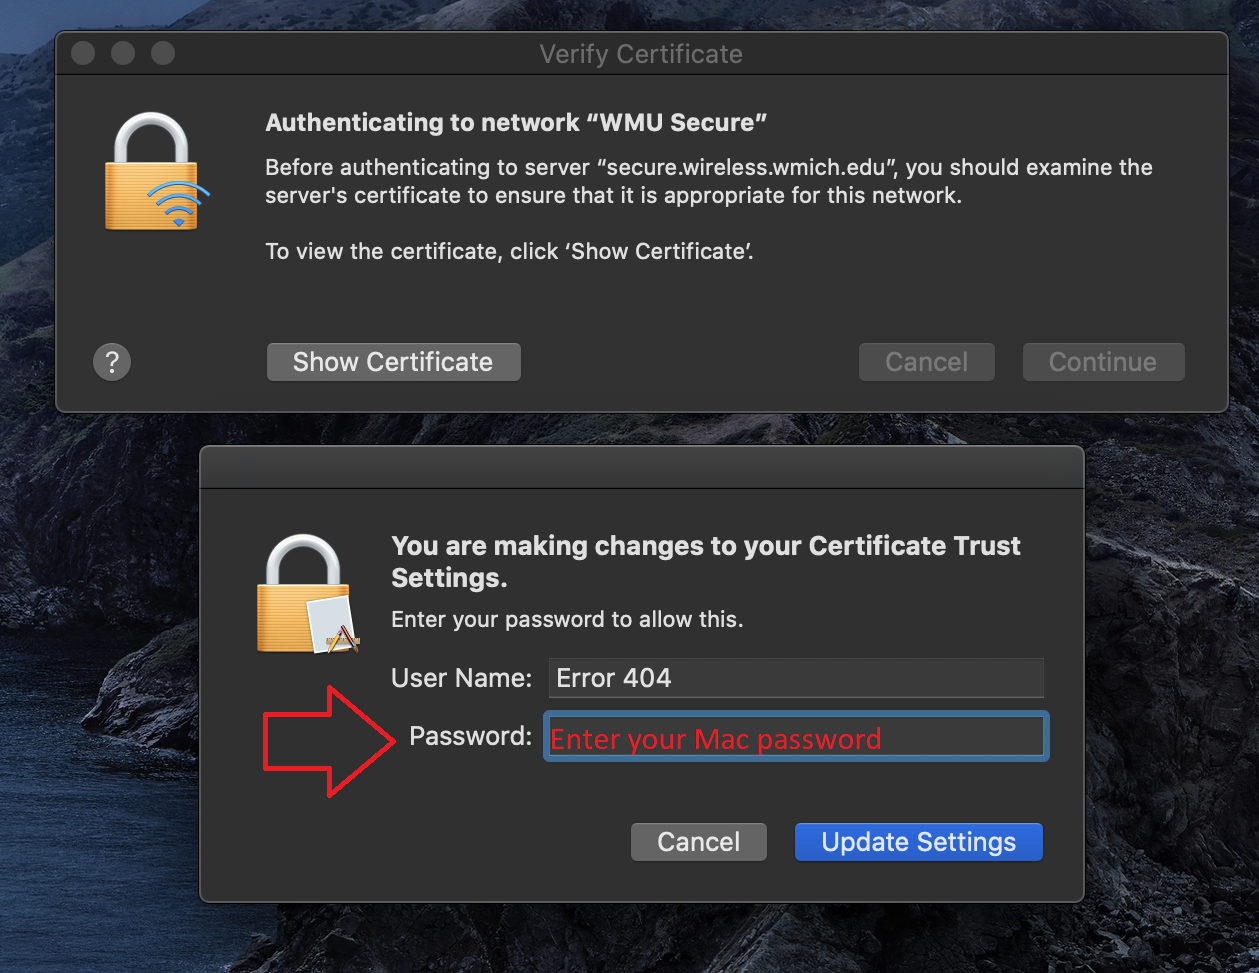 Verify Certificate
Authenticating to network “WMU Secure”
Before authenticating to server “secure.wireless.wmich.edu”, you should examine the
server's certificate to ensure that it is appropriate for this network.
To view the certificate, click ‘Show Certificate’.
?
Show Certificate
Cancel
Continue
You are making changes to your Certificate Trust
Settings.
Enter your password to allow this.
User Name: Error 404
Password: Enter your Mac password
Cancel
Update Settings